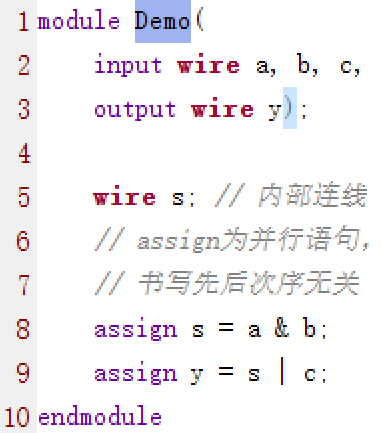 1 module Demo(
2 input wire a, b, c,
3 output wire y);
4
5 wire s; // 内部连线
6 // assign为并行语句,
7 // 书写先后次序无关
8 assign s = a & b;
9 assign y = s | c;
10 endmodule